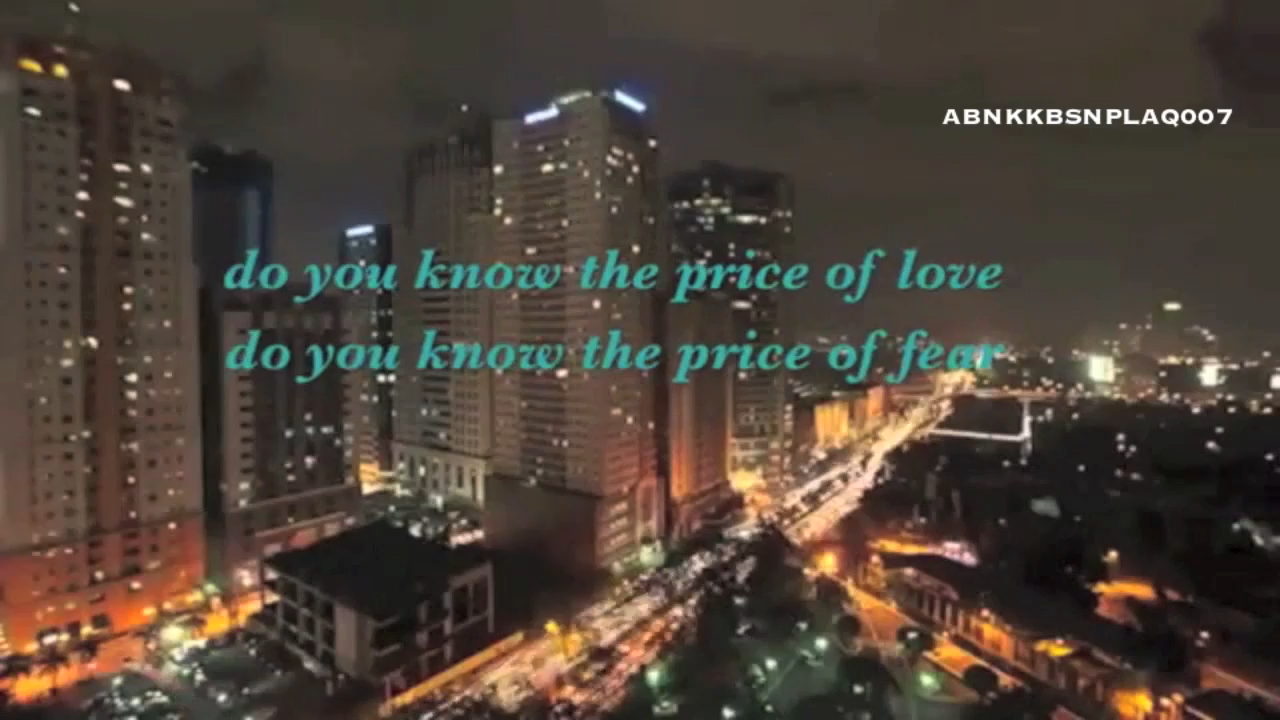 ABNKKBSNPLAQ007
do you know the price of love
do you know the price of fear